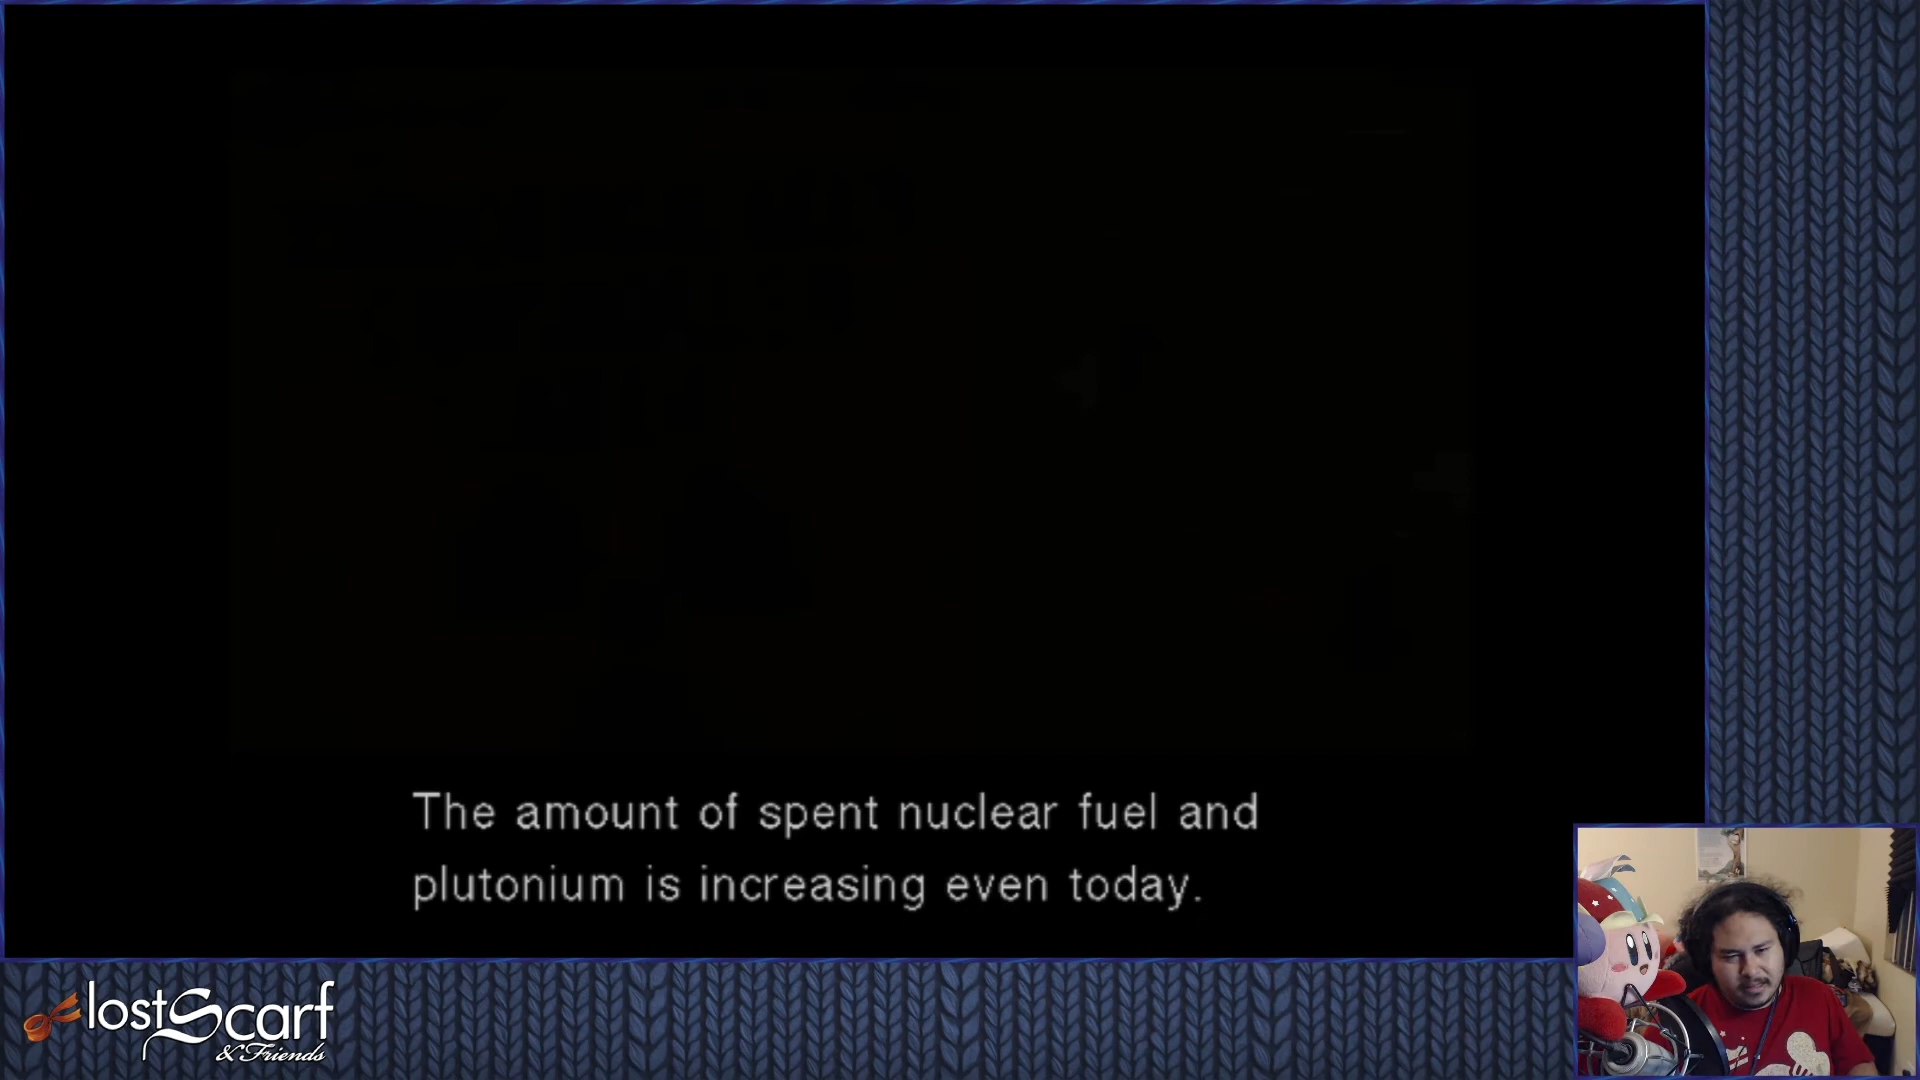 The amount of spent nuclear fuel and
plutonium is increasing even today.
lostScarf
& Friends